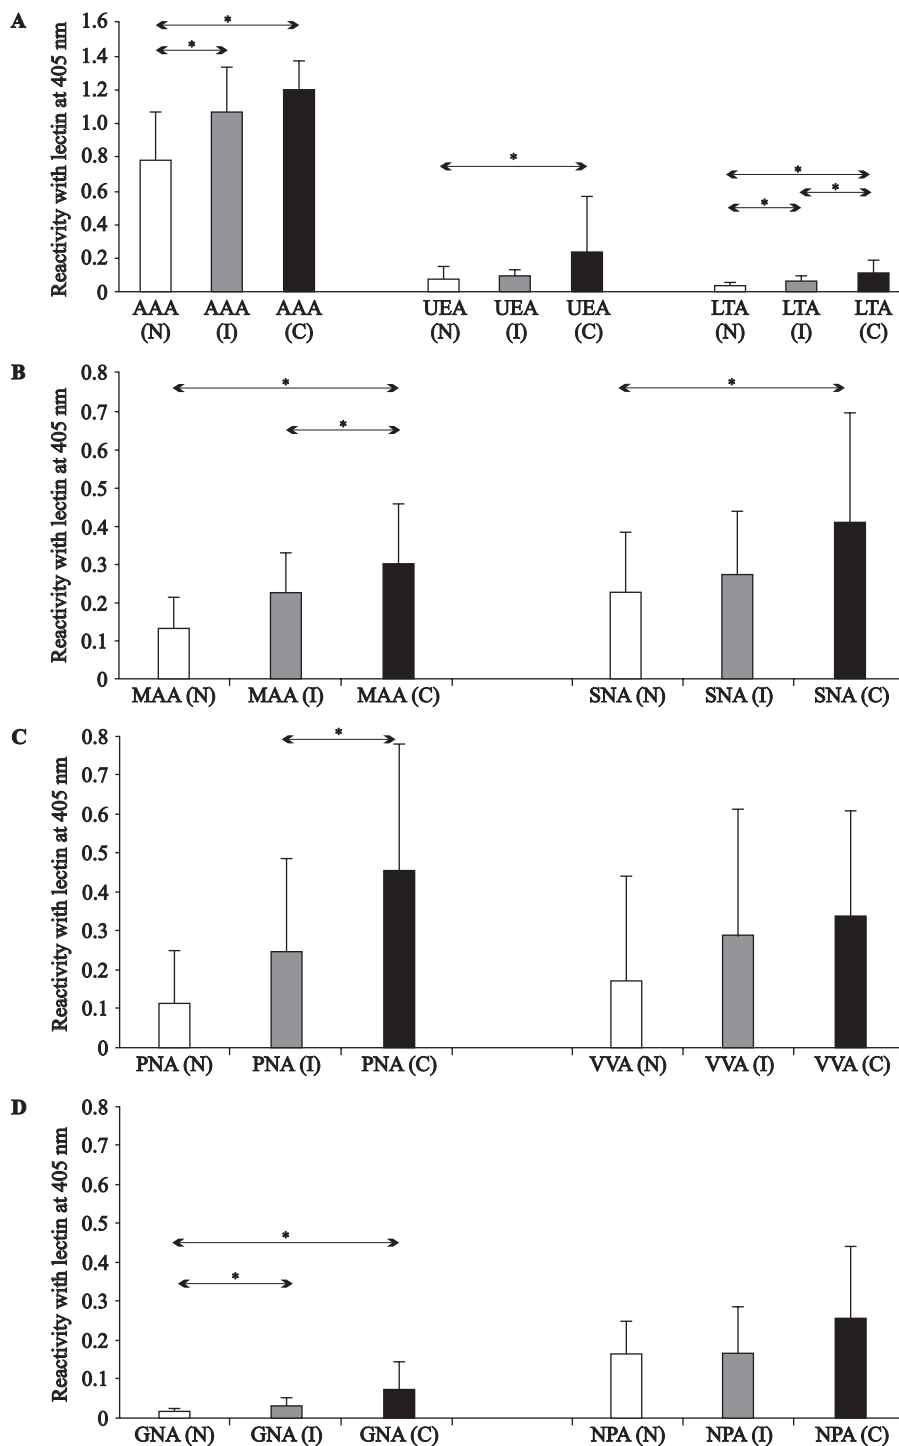 A
Reactivity with lectin at 405 nm
1.6
1.4
1.2
1.0
0.8
0.6
0.4
0.2
0
*
*
*
*
*
*
AAA (N)
AAA (I)
AAA (C)
UEA (N)
UEA (I)
UEA (C)
LTA (N)
LTA (I)
LTA (C)
B
Reactivity with lectin at 405 nm
0.8
0.7
0.6
0.5
0.4
0.3
0.2
0.1
0
*
*
*
MAA (N)
MAA (I)
MAA (C)
SNA (N)
SNA (I)
SNA (C)
C
Reactivity with lectin at 405 nm
0.8
0.7
0.6
0.5
0.4
0.3
0.2
0.1
0
*
PNA (N)
PNA (I)
PNA (C)
VVA (N)
VVA (I)
VVA (C)
D
Reactivity with lectin at 405 nm
0.8
0.7
0.6
0.5
0.4
0.3
0.2
0.1
0
*
*
GNA (N)
GNA (I)
GNA (C)
NPA (N)
NPA (I)
NPA (C)